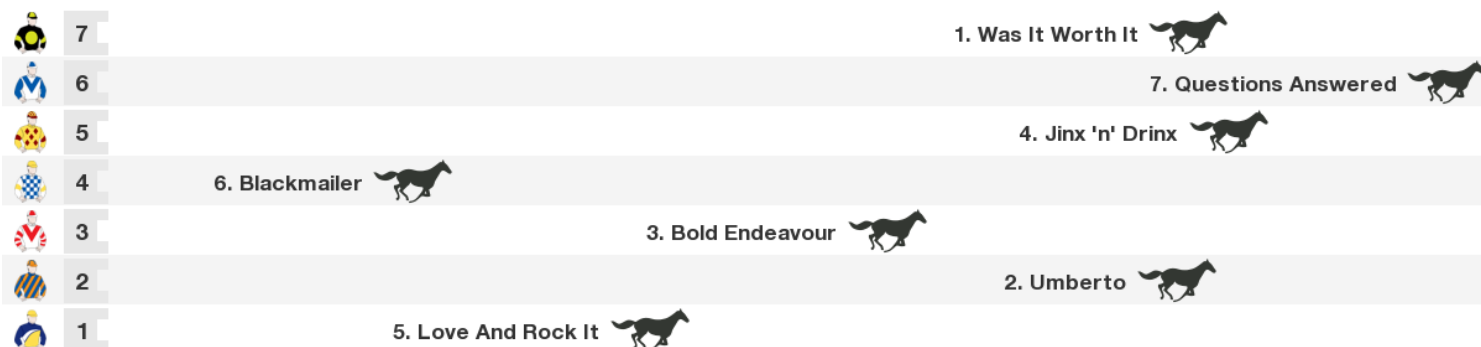 7 1. Was It Worth It
6 7. Questions Answered
5 4. Jinx 'n' Drinx
4 6. Blackmailer
3 3. Bold Endeavour
2 2. Umberto
1 5. Love And Rock It